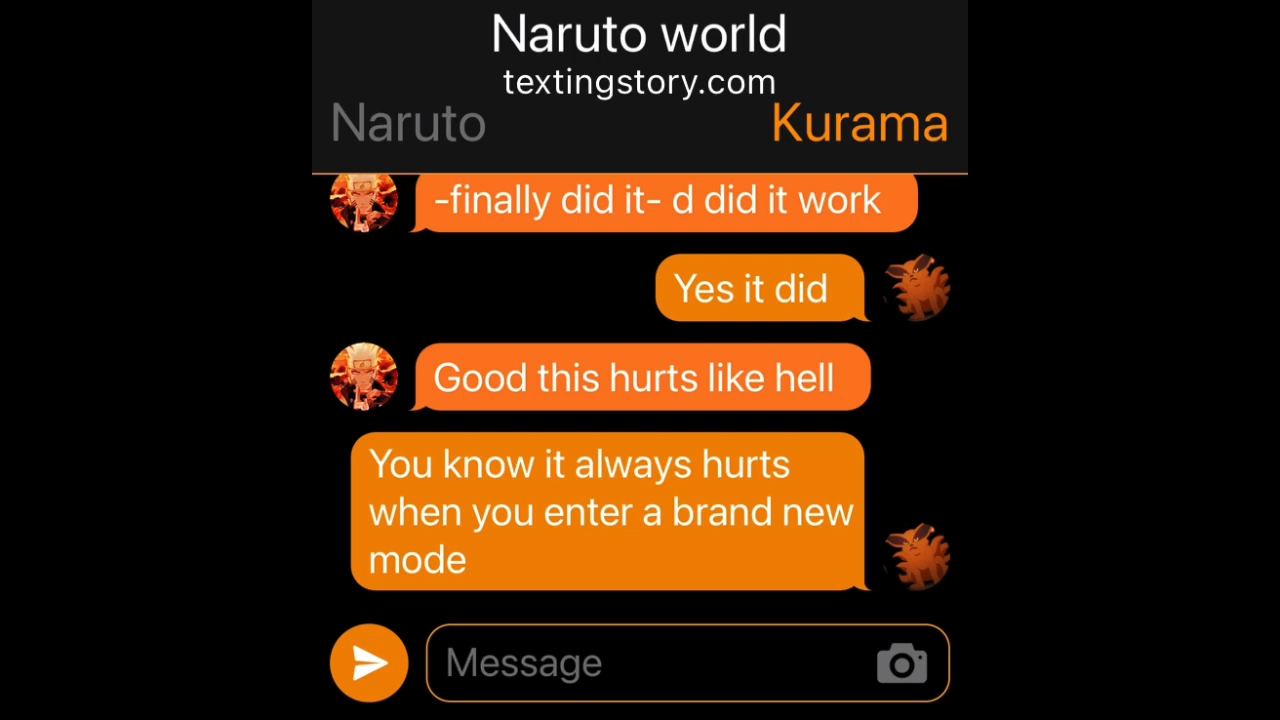 Naruto world
textingstory.com
Naruto
Kurama
-finally did it- d did it work
Yes it did
Good this hurts like hell
You know it always hurts
when you enter a brand new
mode
Message